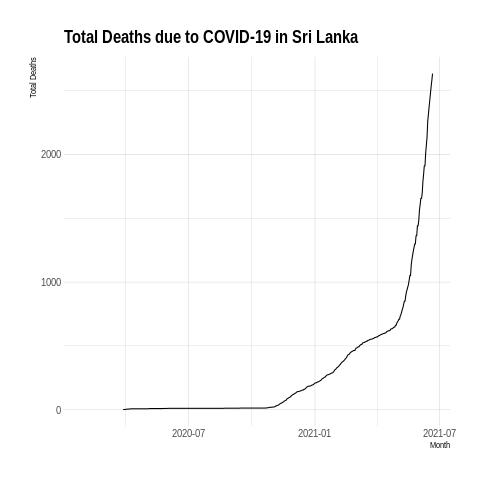 Total Deaths due to COVID-19 in Sri Lanka
Total Deaths
2000
1000
0
2020-07
2021-01
2021-07
Month